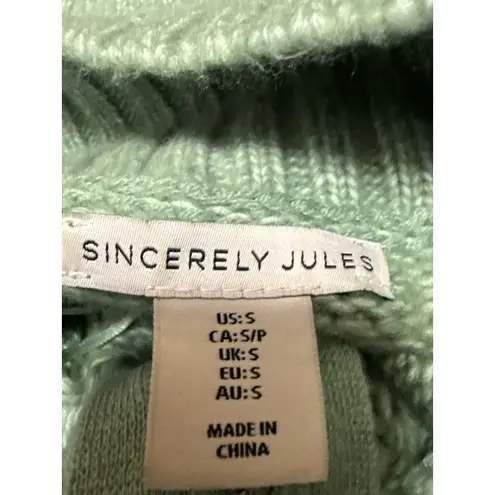 SINCERELY JULES
US:S
CA:S/P
UK:S
EU:S
AU:S
MADE IN
CHINA